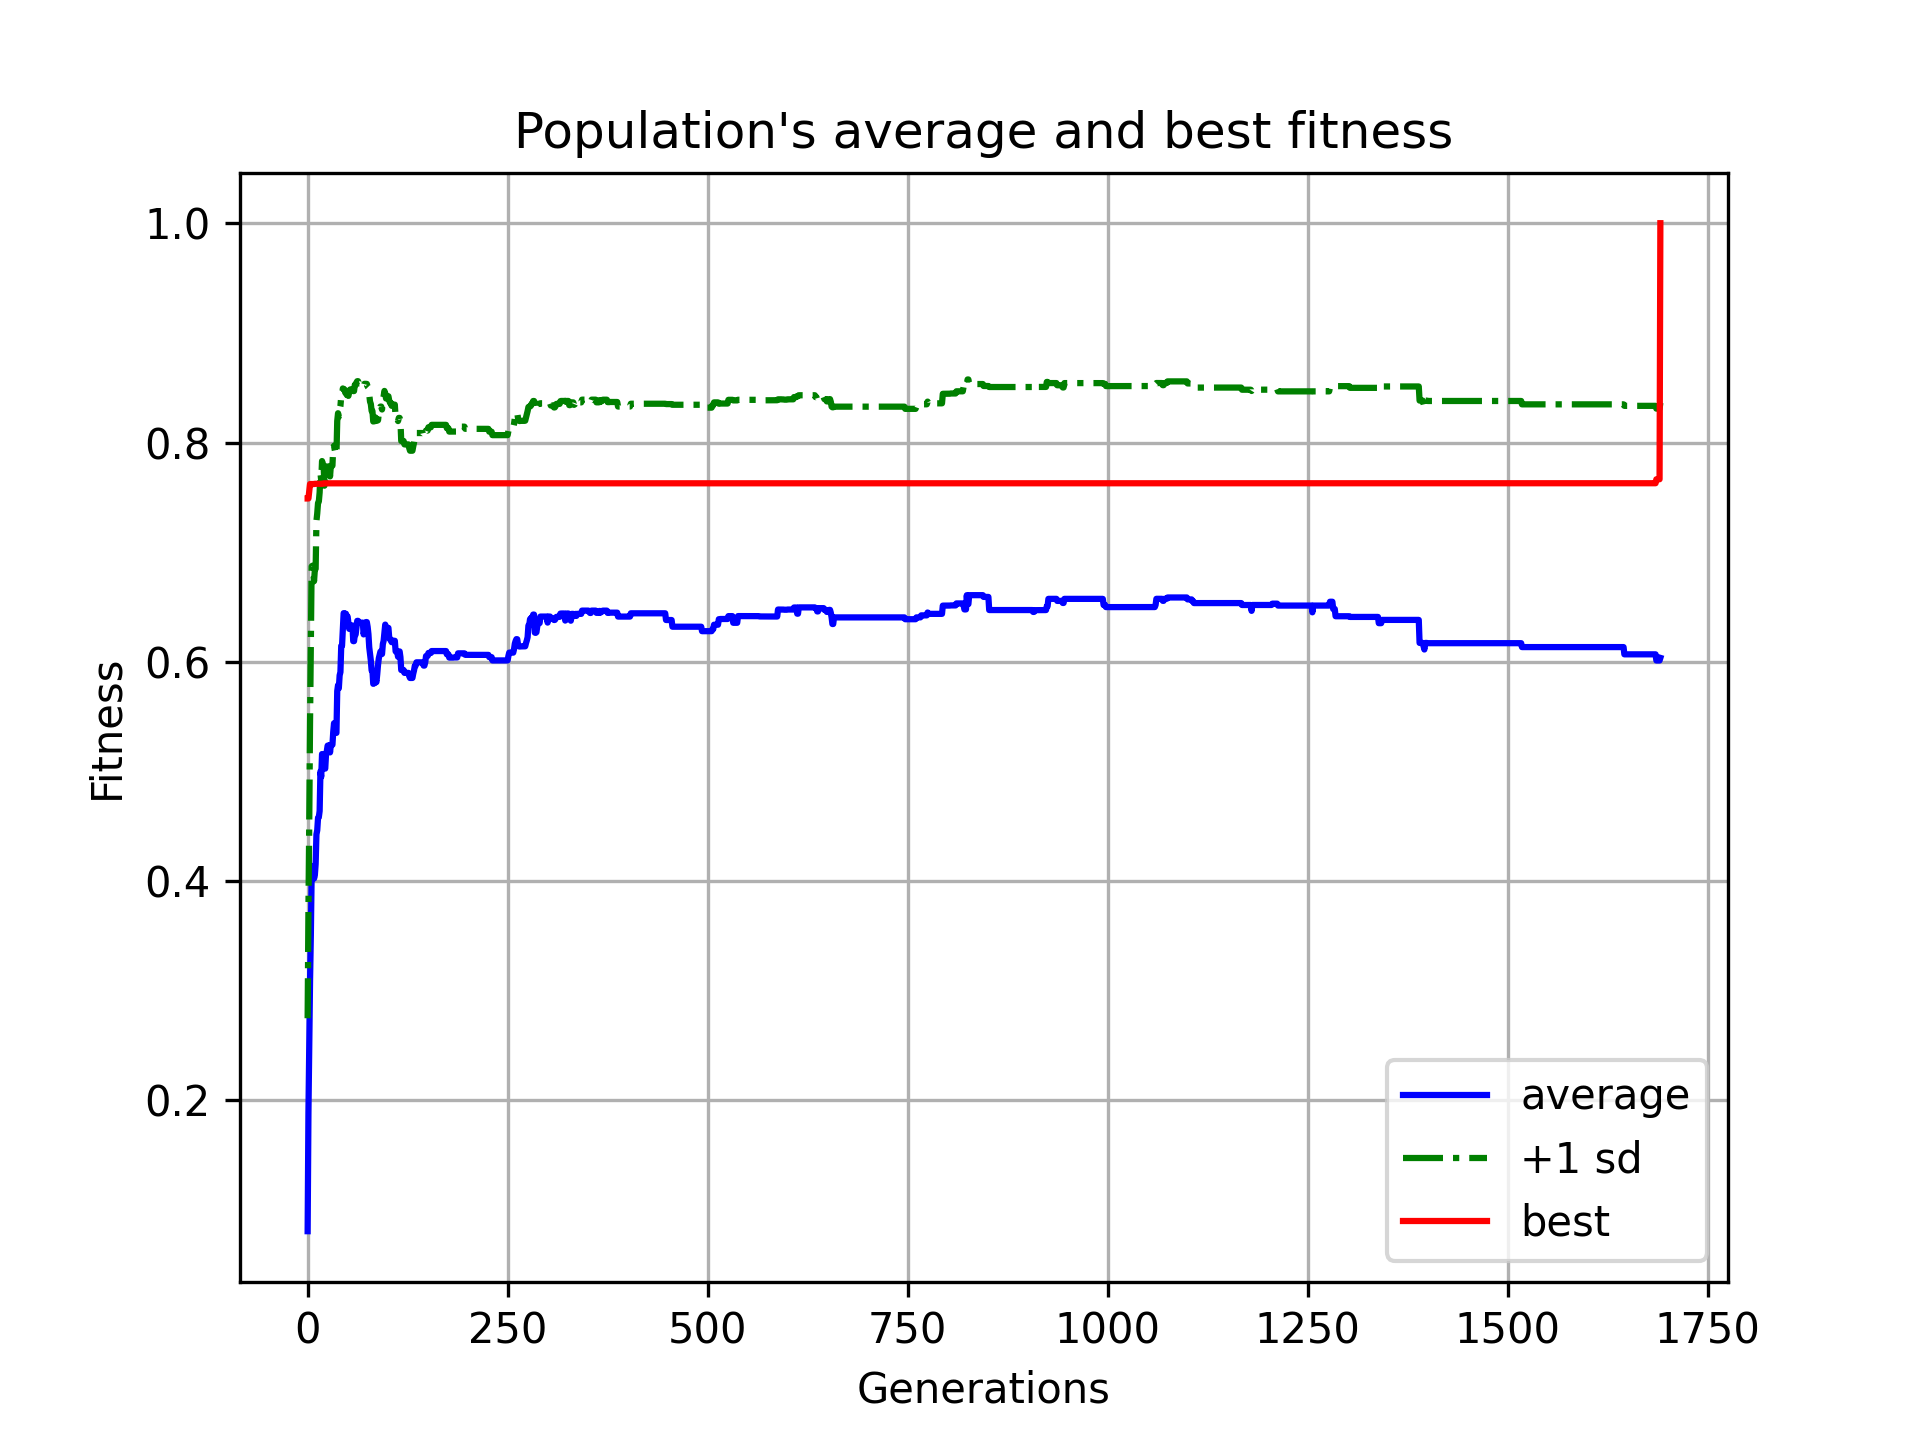 Population's average and best fitness
1.0
0.8
0.6
0.4
0.2
Fitness
average
+1 sd
best
0 250 500 750 1000 1250 1500 1750
Generations